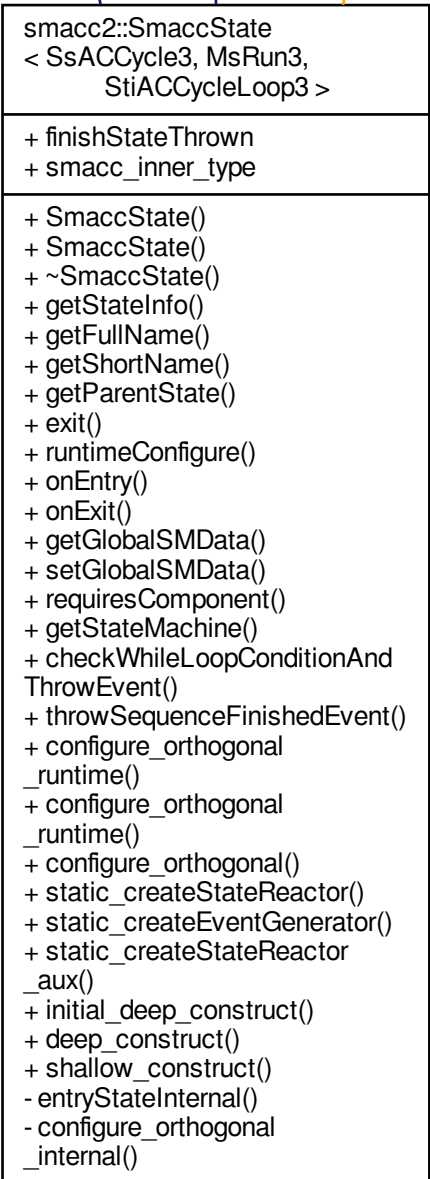 smacc2::SmaccState
< SsACCycle3, MsRun3,
StiACCycleLoop3 >
+ finishStateThrown
+ smacc_inner_type
+ SmaccState()
+ SmaccState()
+ ~SmaccState()
+ getStateInfo()
+ getFullName()
+ getShortName()
+ getParentState()
+ exit()
+ runtimeConfigure()
+ onEntry()
+ onExit()
+ getGlobalSMData()
+ setGlobalSMData()
+ requiresComponent()
+ getStateMachine()
+ checkWhileLoopConditionAnd
ThrowEvent()
+ throwSequenceFinishedEvent()
+ configure_orthogonal
_runtime()
+ configure_orthogonal
_runtime()
+ configure_orthogonal()
+ static_createStateReactor()
+ static_createEventGenerator()
+ static_createStateReactor
_aux()
+ initial_deep_construct()
+ deep_construct()
+ shallow_construct()
- entryStateInternal()
- configure_orthogonal
_internal()